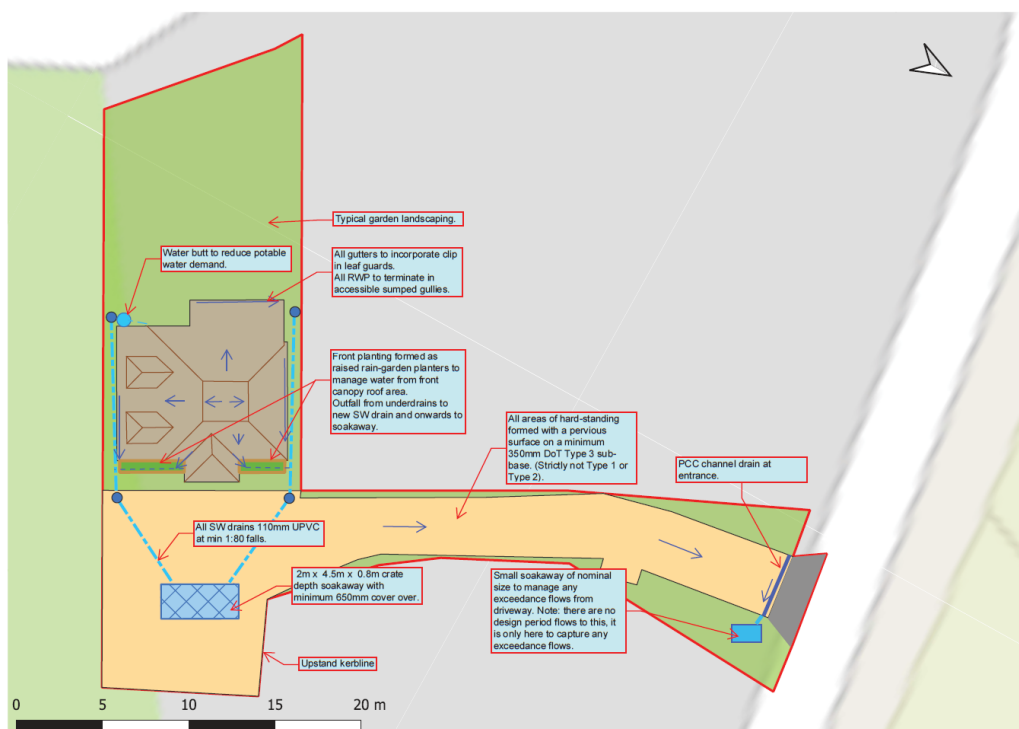 Typical garden landscaping.
Water butt to reduce potable
water demand.
All gutters to incorporate clip
in leaf guards.
All RWP to terminate in
accessible sumped gullies.
Front planting formed as
raised rain-garden planters to
manage water from front
canopy roof area.
Outfall from underdrains to
new SW drain and onwards to
soakaway.
All areas of hard-standing
formed with a pervious
surface on a minimum
350mm DoT Type 3 sub-
base. (Strictly not Type 1 or
Type 2).
PCC channel drain at
entrance.
All SW drains 110mm UPVC
at min 1:80 falls.
2m x 4.5m x 0.8m crate
depth soakaway with
minimum 650mm cover over.
Small soakaway of nominal
size to manage any
exceedance flows from
driveway. Note: there are no
design period flows to this, it
is only here to capture any
exceedance flows.
Upstand kerbline
0 5 10 15 20 m